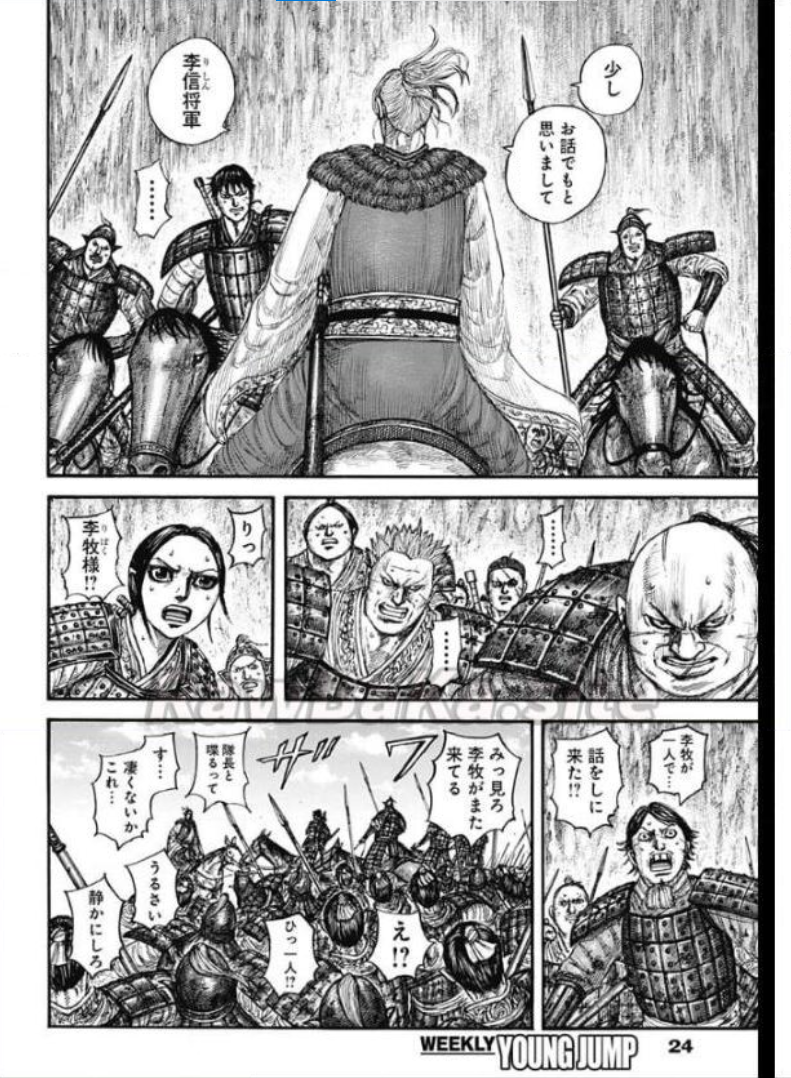 少し
お話でもと
思いまして
李信将軍
りしん
……
……
……
りっ
李牧様!?
りぼく
李牧が
一人で…
話をしに
来た!?
みっ見ろ
李牧がまた
来てる
ザワ
隊長と
喋るって
す…
凄くないか
これ…
え!?
ひっ一人!?
うるさい
静かにしろ
WEEKLY YOUNG JUMP 24